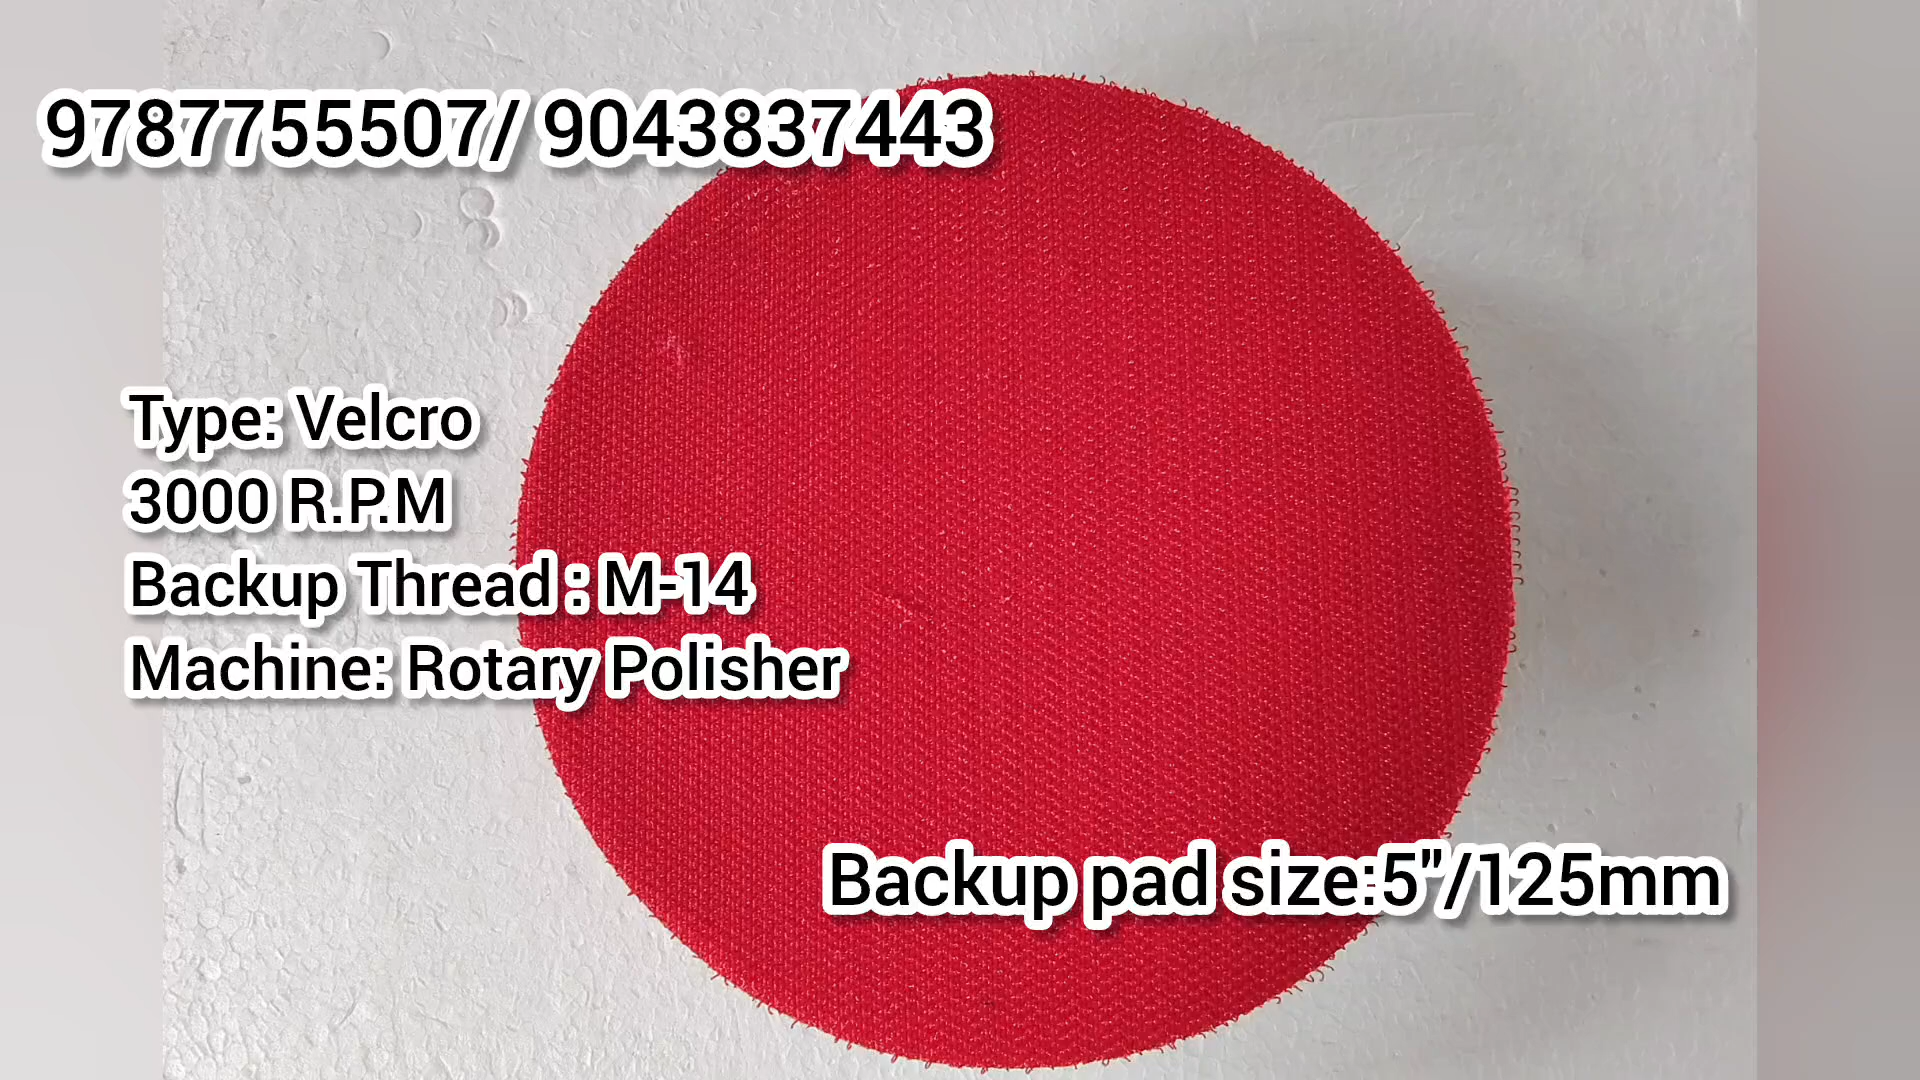 9787755507/ 9043837443
Type: Velcro
3000 R.P.M
Backup Thread : M-14
Machine: Rotary Polisher
Backup pad size:5"/125mm